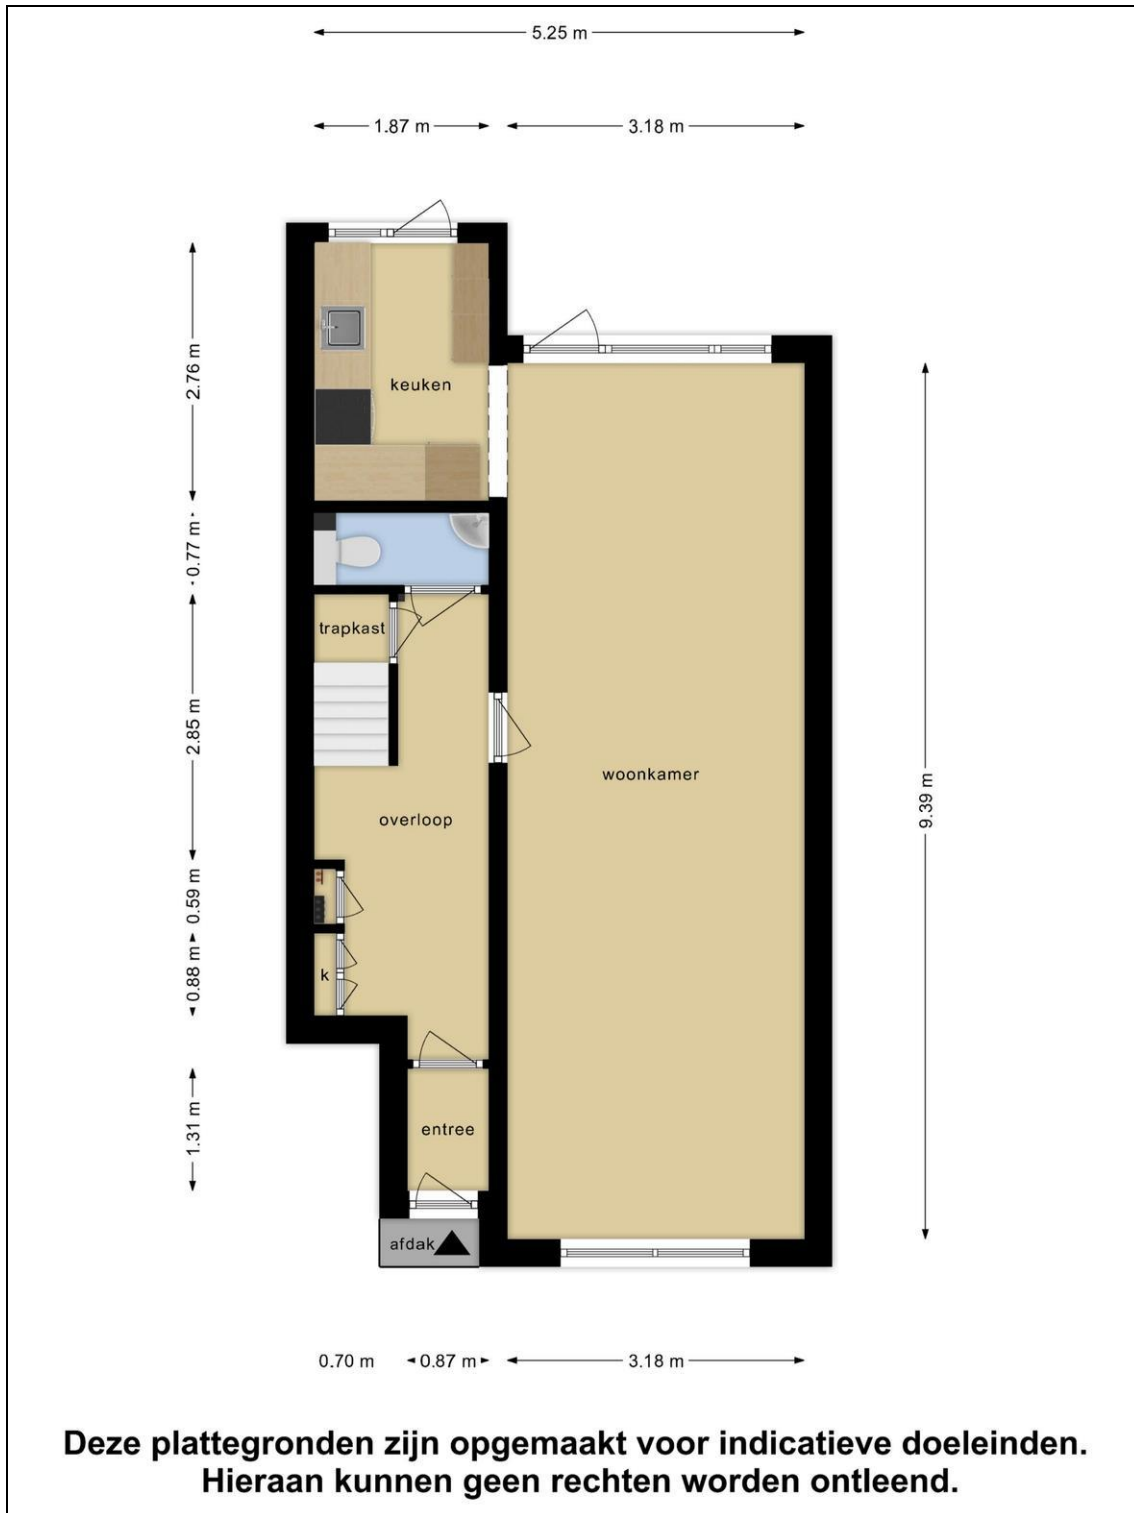 5.25 m
1.87 m
3.18 m
2.76 m
keuken
0.77 m
trapkast
2.85 m
woonkamer
9.39 m
overloop
0.59 m
k
0.88 m
1.31 m
entree
afdak
0.70 m
0.87 m
3.18 m
Deze plattegronden zijn opgemaakt voor indicatieve doeleinden.
Hieraan kunnen geen rechten worden ontleend.